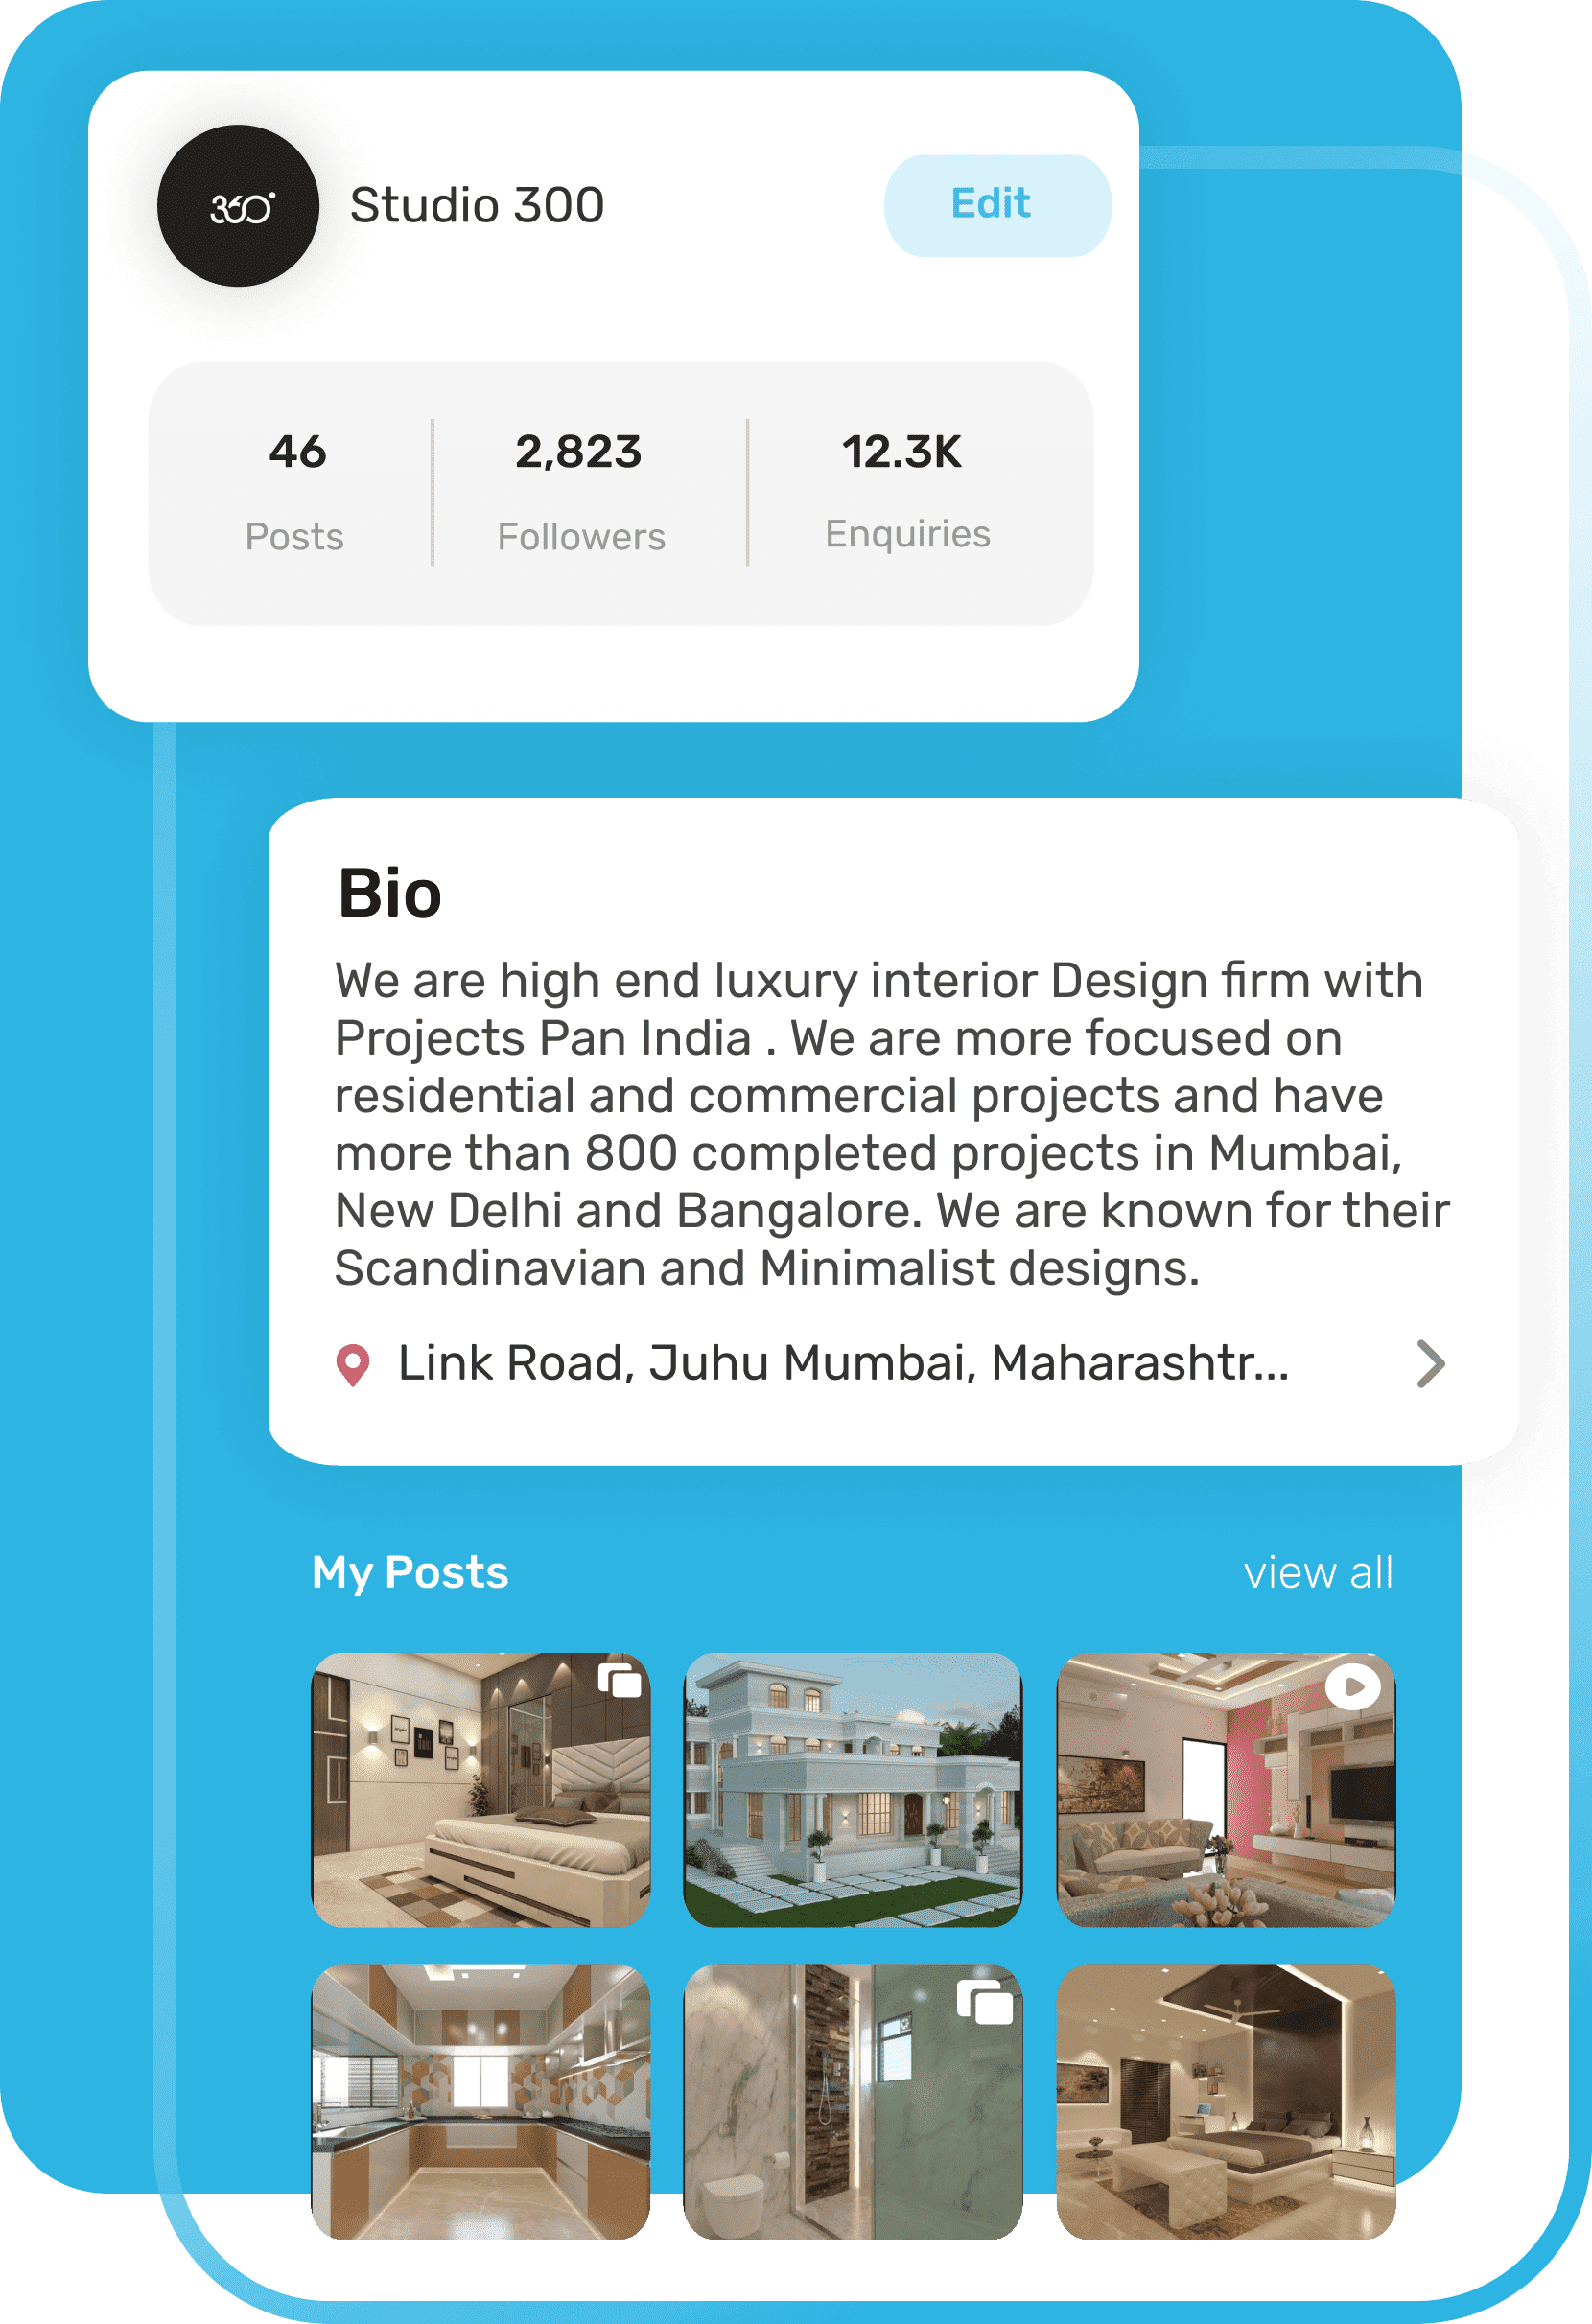 360°
Studio 300
Edit
46
2,823
12.3K
Posts
Followers
Enquiries
Bio
We are high end luxury interior Design firm with
Projects Pan India . We are more focused on
residential and commercial projects and have
more than 800 completed projects in Mumbai,
New Delhi and Bangalore. We are known for their
Scandinavian and Minimalist designs.
Link Road, Juhu Mumbai, Maharashtr...
My Posts
view all